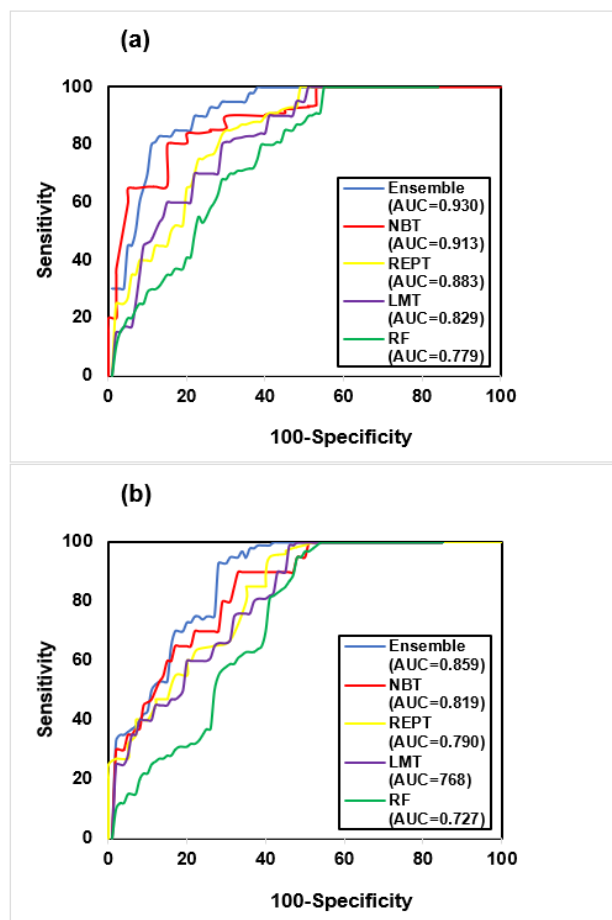 (a)
100
80
60
40
20
0
Sensitivity
Ensemble
(AUC=0.930)
NBT
(AUC=0.913)
REPT
(AUC=0.883)
LMT
(AUC=0.829)
RF
(AUC=0.779)
0 20 40 60 80 100
100-Specificity
(b)
100
80
60
40
20
0
Sensitivity
Ensemble
(AUC=0.859)
NBT
(AUC=0.819)
REPT
(AUC=0.790)
LMT
(AUC=768)
RF
(AUC=0.727)
0 20 40 60 80 100
100-Specificity